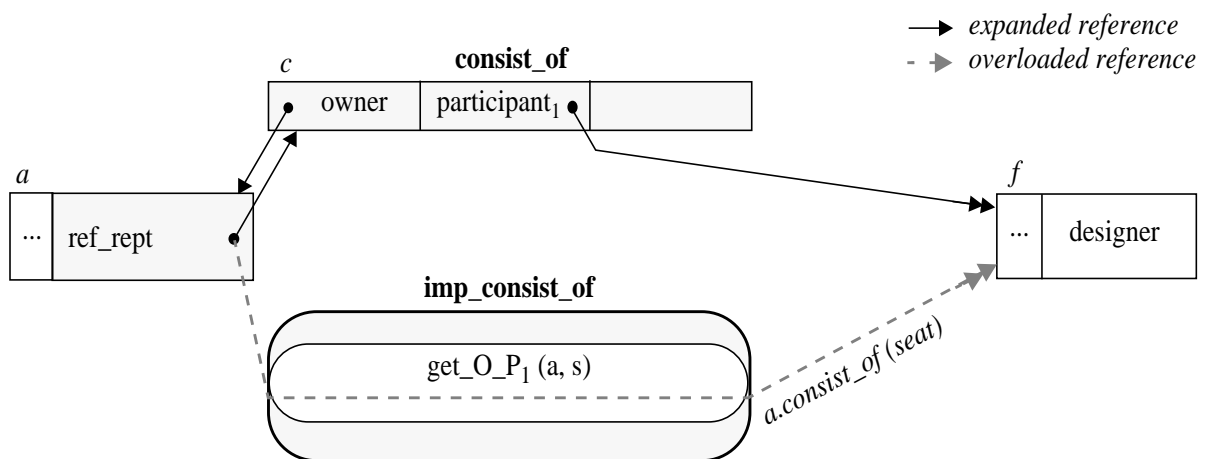 expanded reference
overloaded reference
c
consist_of
owner
participant1
a
...
ref_rept
f
...
designer
imp_consist_of
get_O_P1 (a, s)
a.consist_of (seat)